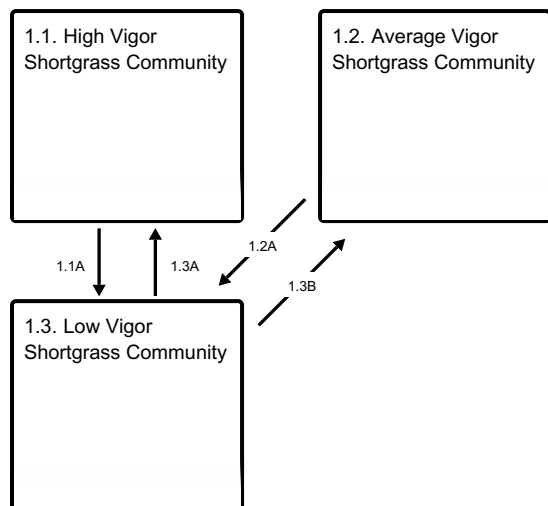 1.1. High Vigor
Shortgrass Community
1.2. Average Vigor
Shortgrass Community
1.1A
1.3A
1.2A
1.3B
1.3. Low Vigor
Shortgrass Community